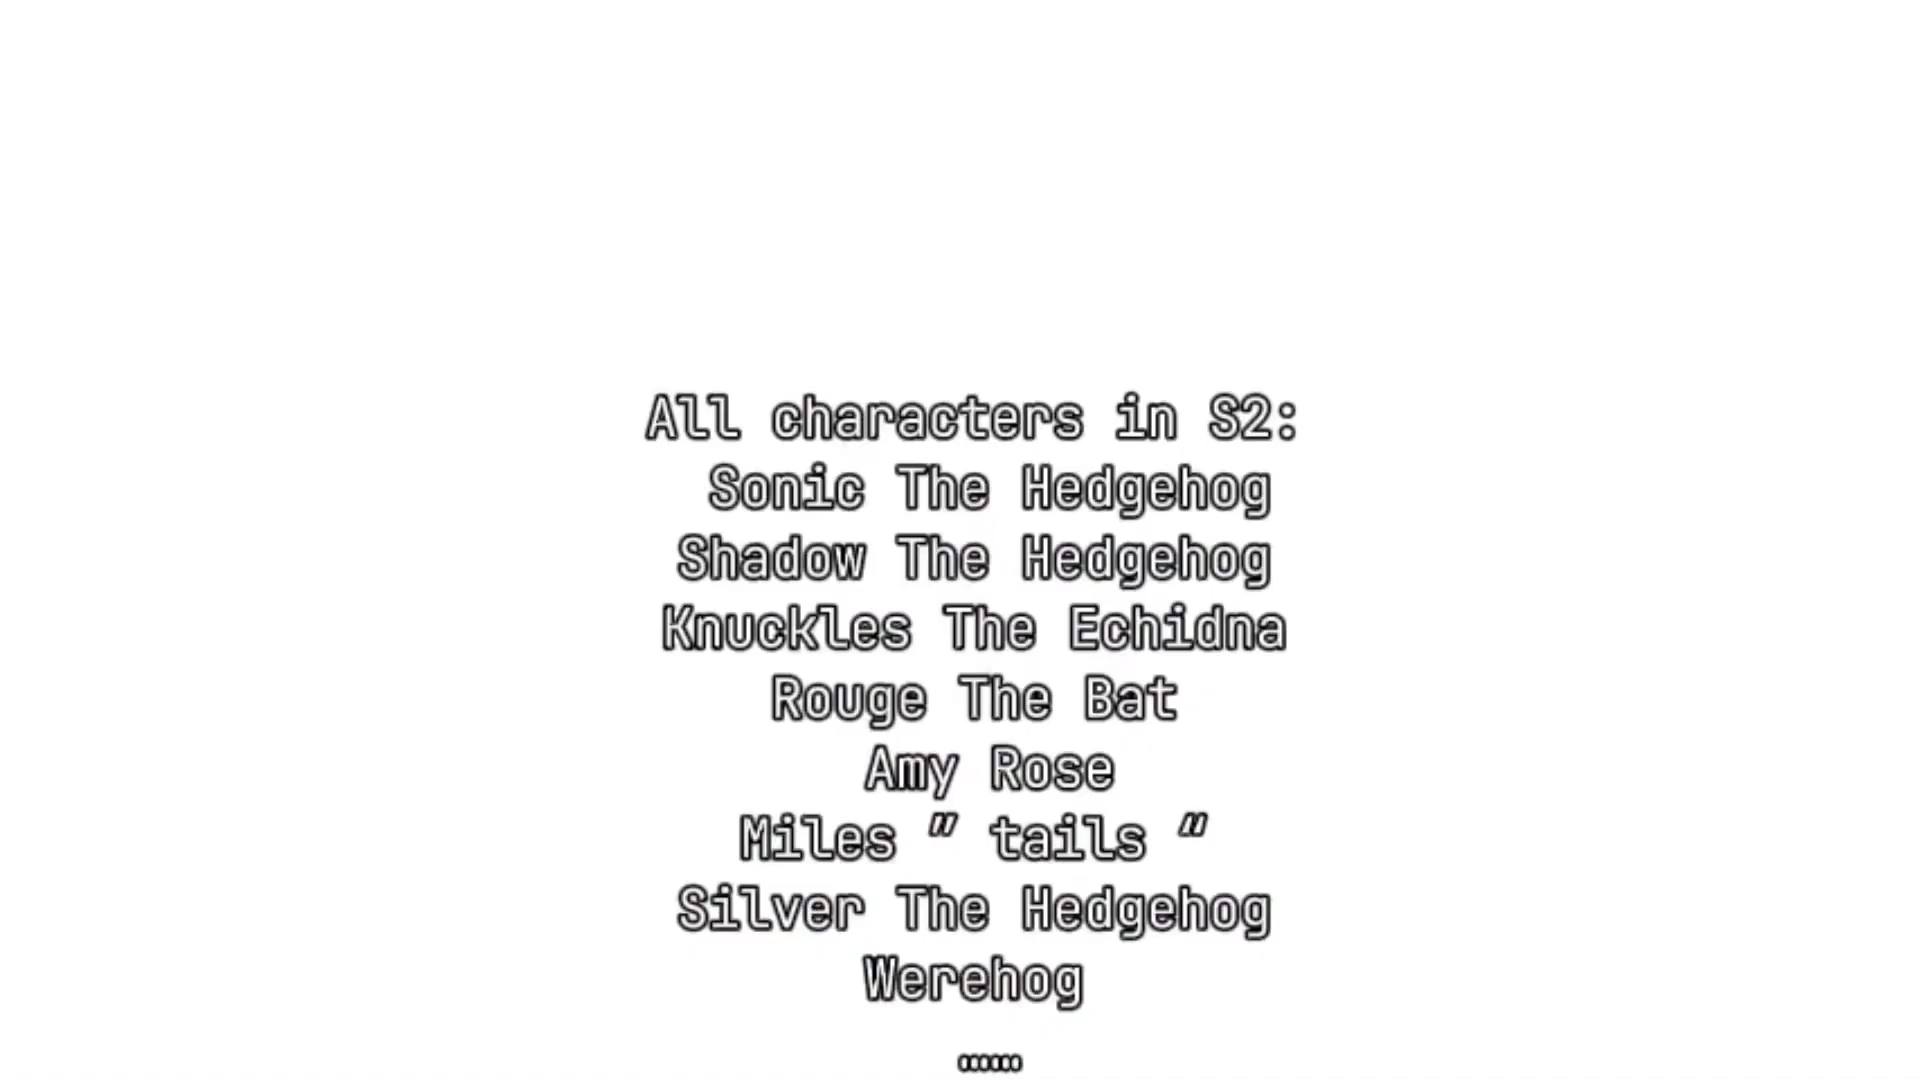 All characters in S2:
Sonic The Hedgehog
Shadow The Hedgehog
Knuckles The Echidna
Rouge The Bat
Amy Rose
Miles ” tails “
Silver The Hedgehog
Werehog
......